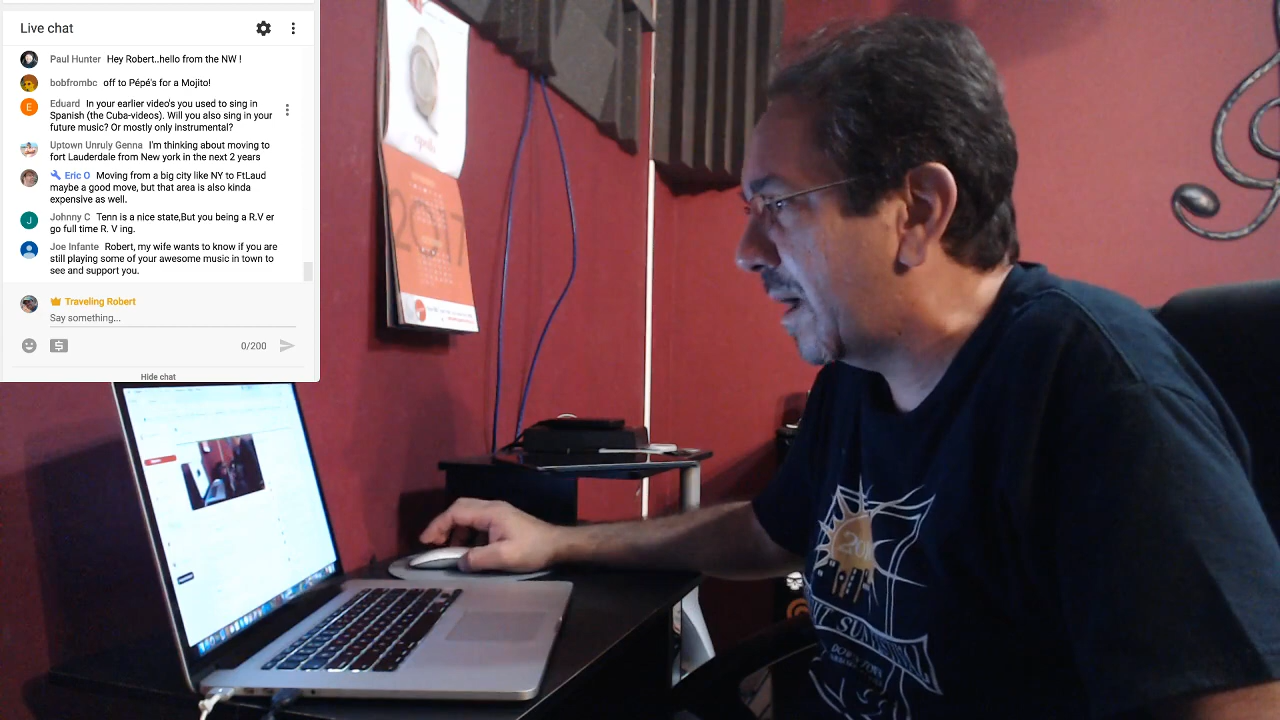 Live chat
Paul Hunter Hey Robert..hello from the NW !
bobfrombc off to Pépé's for a Mojito!
E Eduard In your earlier video's you used to sing in
Spanish (the Cuba-videos). Will you also sing in your
future music? Or mostly only instrumental?
Uptown Unruly Genna I'm thinking about moving to
fort Lauderdale from New york in the next 2 years
Eric O Moving from a big city like NY to FtLaud
maybe a good move, but that area is also kinda
expensive as well.
J Johnny C Tenn is a nice state,But you being a R.V er
go full time R. V ing.
Joe Infante Robert, my wife wants to know if you are
still playing some of your awesome music in town to
see and support you.
Traveling Robert
Say something...
0/200
Hide chat
2017